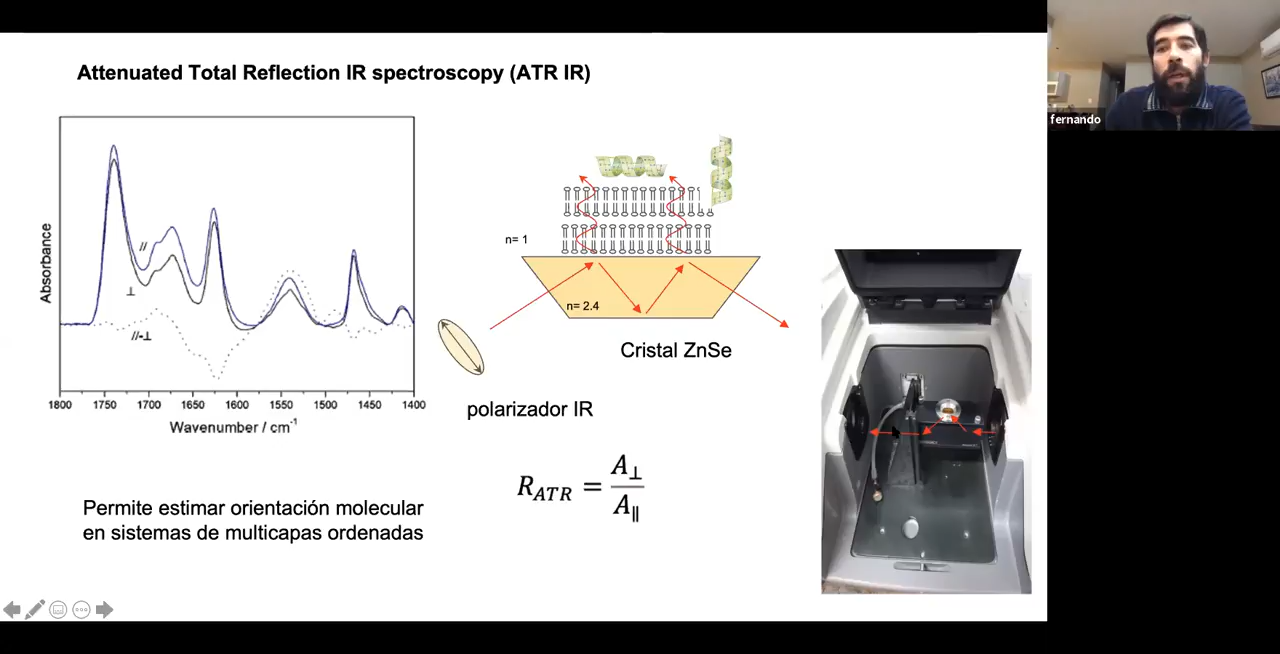 Attenuated Total Reflection IR spectroscopy (ATR IR)
fernando
Absorbance
//
⊥
//-⊥
1800 1750 1700 1650 1600 1550 1500 1450 1400
Wavenumber / cm⁻¹
n= 1
n= 2.4
Cristal ZnSe
polarizador IR
R_ATR = A⊥ / A∥
Permite estimar orientación molecular
en sistemas de multicapas ordenadas